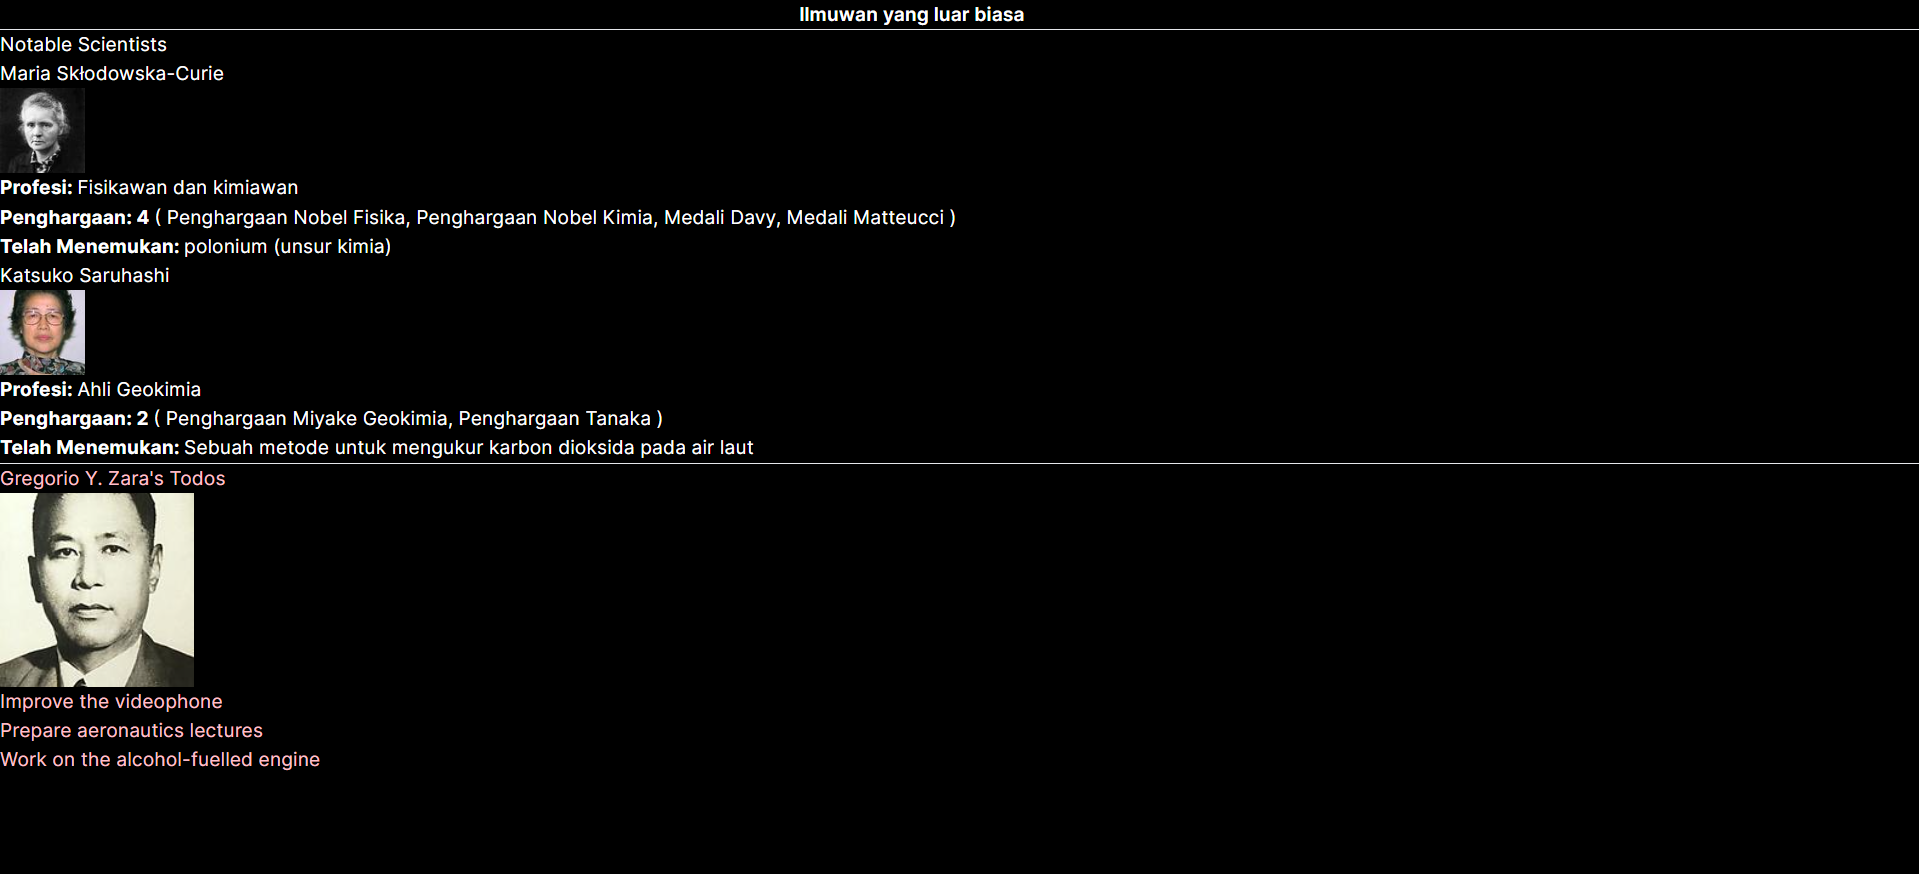 Ilmuwan yang luar biasa
Notable Scientists
Maria Skłodowska-Curie
Profesi: Fisikawan dan kimiawan
Penghargaan: 4 ( Penghargaan Nobel Fisika, Penghargaan Nobel Kimia, Medali Davy, Medali Matteucci )
Telah Menemukan: polonium (unsur kimia)
Katsuko Saruhashi
Profesi: Ahli Geokimia
Penghargaan: 2 ( Penghargaan Miyake Geokimia, Penghargaan Tanaka )
Telah Menemukan: Sebuah metode untuk mengukur karbon dioksida pada air laut
Gregorio Y. Zara's Todos
Improve the videophone
Prepare aeronautics lectures
Work on the alcohol-fuelled engine